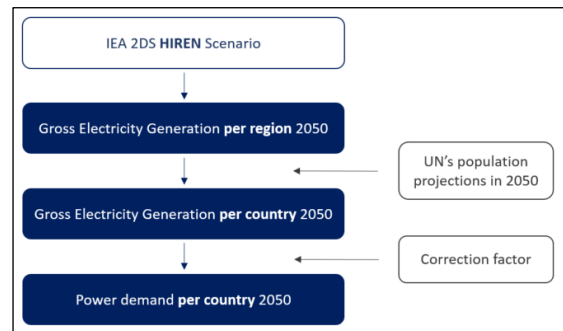 IEA 2DS HIREN Scenario
Gross Electricity Generation per region 2050
UN's population
projections in 2050
Gross Electricity Generation per country 2050
Correction factor
Power demand per country 2050